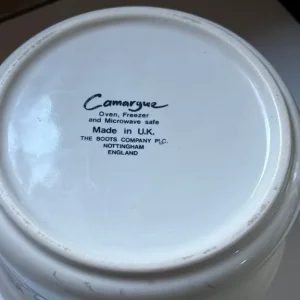 Camargue
Oven, Freezer
and Microwave safe
Made in U.K.
THE BOOTS COMPANY PLC.
NOTTINGHAM
ENGLAND